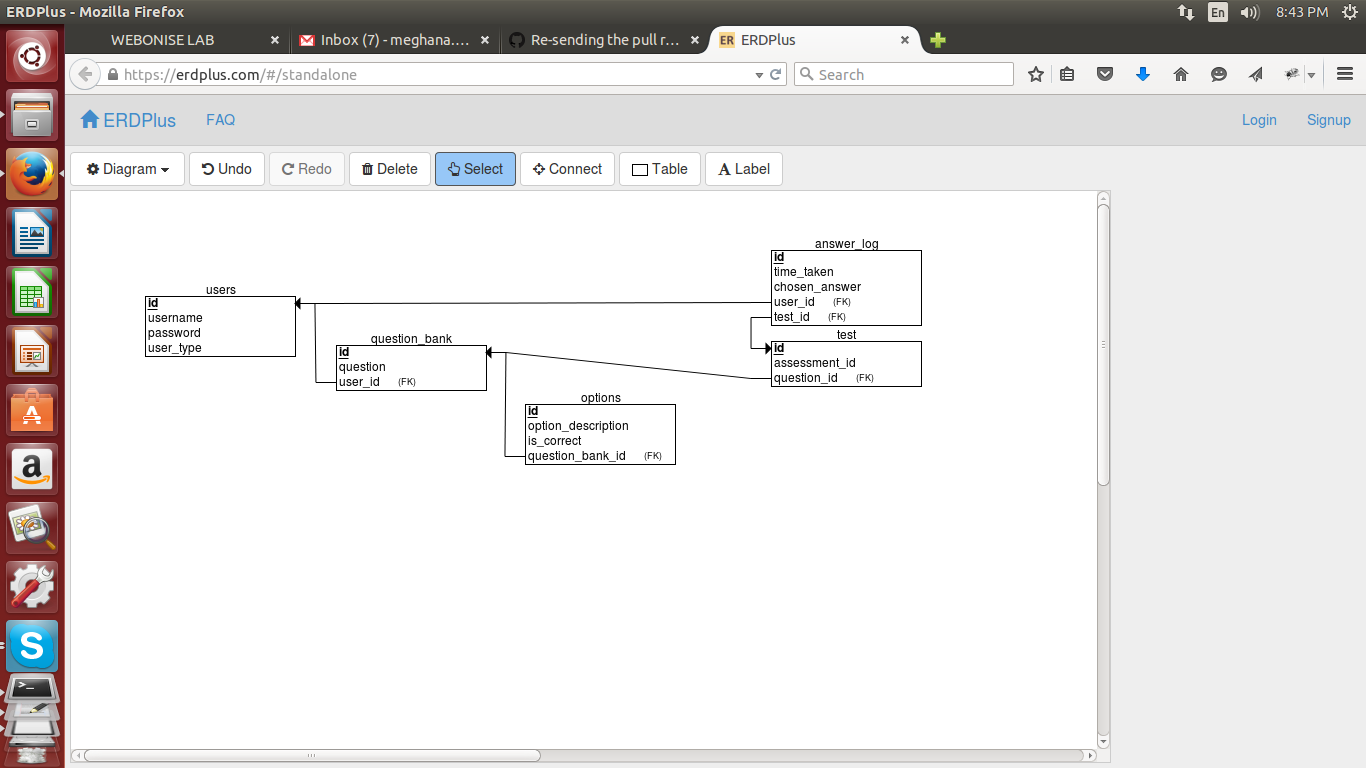 ERDPlus - Mozilla Firefox
En
8:43 PM
WEBONISE LAB
Inbox (7) - meghana....
Re-sending the pull r...
ER
ERDPlus
https://erdplus.com/#/standalone
Search
ERDPlus
FAQ
Login
Signup
Diagram
Undo
Redo
Delete
Select
Connect
Table
A Label
answer_log
id
time_taken
chosen_answer
user_id (FK)
test_id (FK)
users
id
username
password
user_type
test
id
assessment_id
question_id (FK)
question_bank
id
question
user_id (FK)
options
id
option_description
is_correct
question_bank_id (FK)